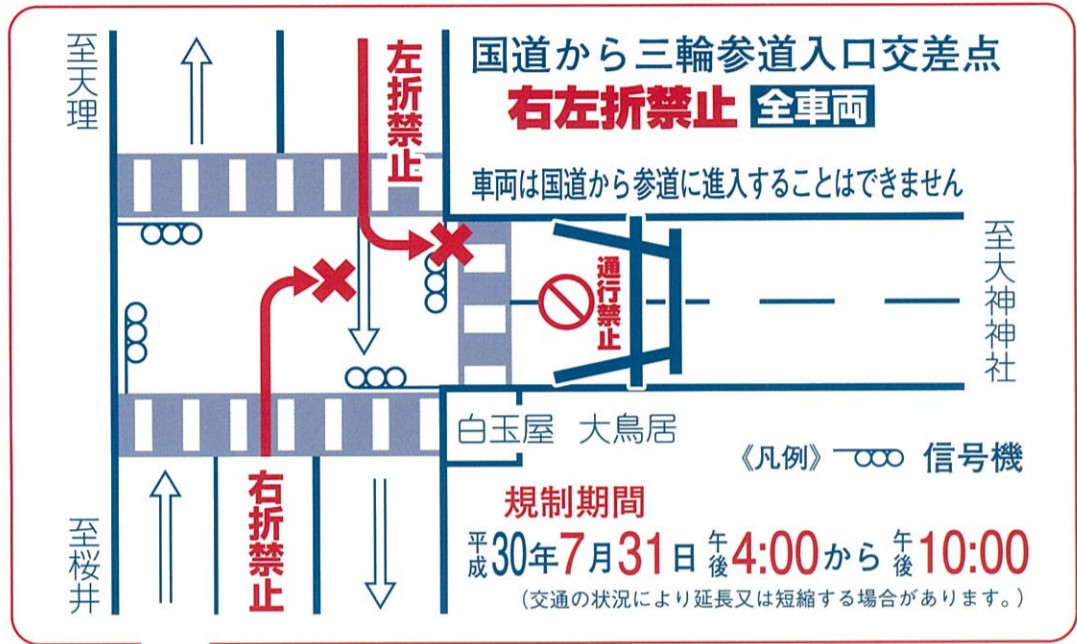 至天理
左折禁止
国道から三輪参道入口交差点
右左折禁止 全車両
車両は国道から参道に進入することはできません
通行禁止
至大神神社
白玉屋 大鳥居
《凡例》 信号機
右折禁止
至桜井
規制期間
平成30年7月31日 午後4:00から 午後10:00
(交通の状況により延長又は短縮する場合があります。)